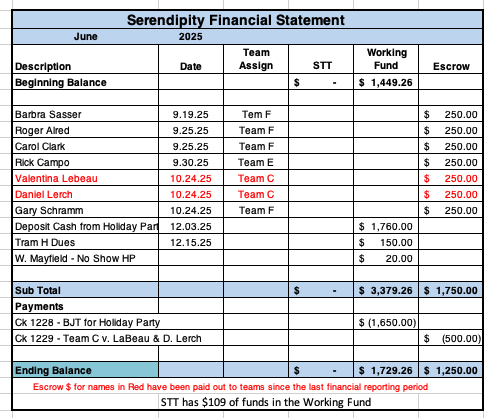 Serendipity Financial Statement
June 2025
Description Date Team Assign STT Working Fund Escrow
Beginning Balance $ - $ 1,449.26
Barbra Sasser 9.19.25 Tem F $ 250.00
Roger Alred 9.25.25 Team F $ 250.00
Carol Clark 9.25.25 Team F $ 250.00
Rick Campo 9.30.25 Team E $ 250.00
Valentina Lebeau 10.24.25 Team C $ 250.00
Daniel Lerch 10.24.25 Team C $ 250.00
Gary Schramm 10.24.25 Team F $ 250.00
Deposit Cash from Holiday Part 12.03.25 $ 1,760.00
Tram H Dues 12.15.25 $ 150.00
W. Mayfield - No Show HP $ 20.00
Sub Total $ - $ 3,379.26 $ 1,750.00
Payments
Ck 1228 - BJT for Holiday Party $ (1,650.00)
Ck 1229 - Team C v. LaBeau & D. Lerch $ (500.00)
Ending Balance $ - $ 1,729.26 $ 1,250.00
Escrow $ for names in Red have been paid out to teams since the last financial reporting period
STT has $109 of funds in the Working Fund